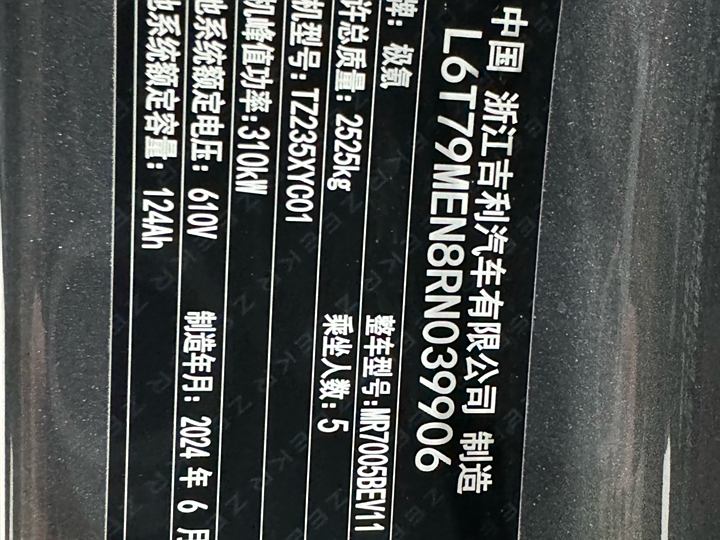 中国 浙江吉利汽车有限公司 制造
L6T79MEN8RN039906
牌: 极氪 整车型号:MR7005BEV11
许总质量: 2525kg 乘坐人数: 5
机型号: TZ235XYC01
机峰值功率:310kW
池系统额定电压: 610V 制造年月: 2024 年 6 月
池系统额定容量: 124Ah
ZEEKR